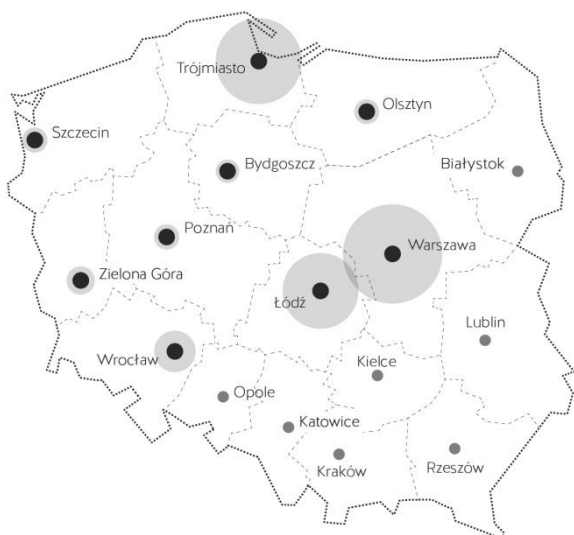 Trójmiasto
Olsztyn
Szczecin
Bydgoszcz
Białystok
Poznań
Warszawa
Zielona Góra
Łódź
Lublin
Wrocław
Kielce
Opole
Katowice
Kraków
Rzeszów